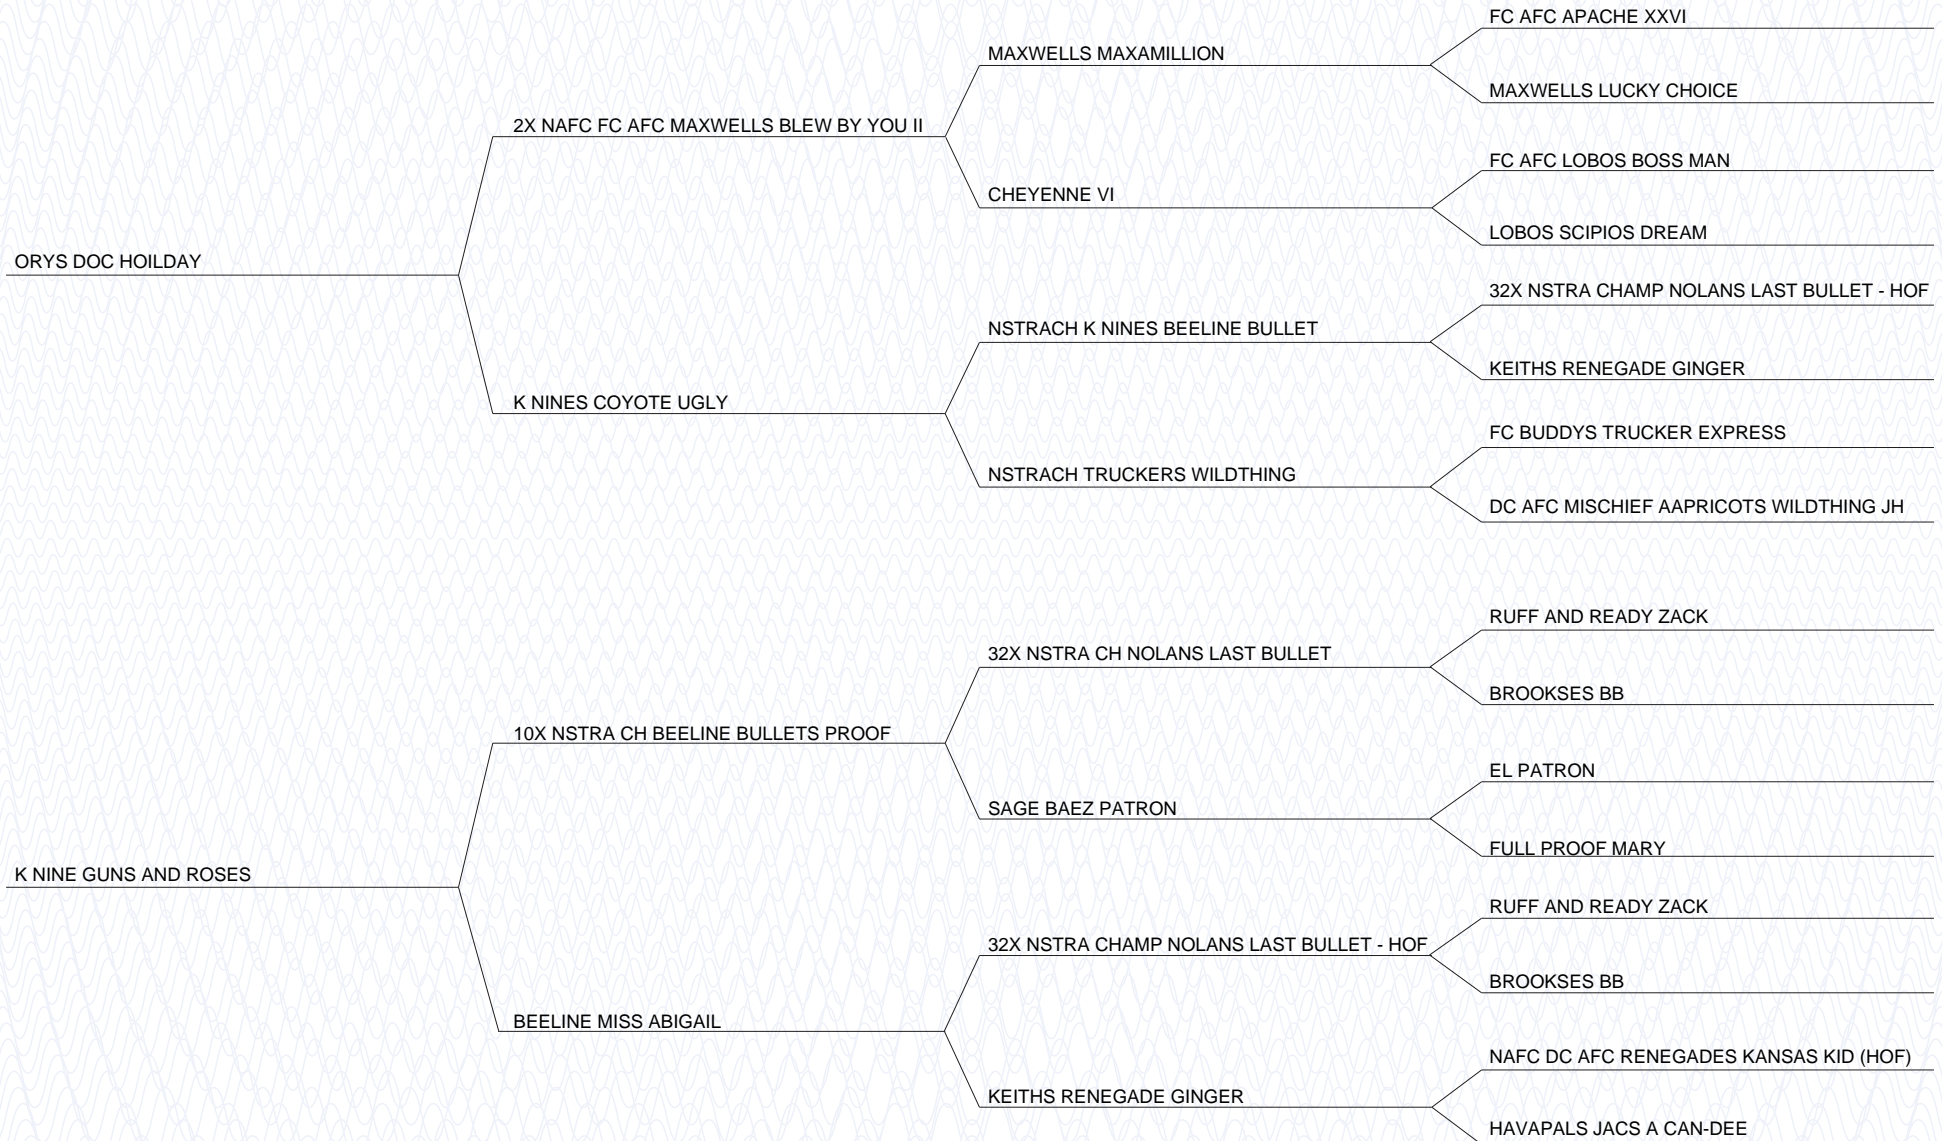 FC AFC APACHE XXVI
MAXWELLS MAXAMILLION
MAXWELLS LUCKY CHOICE
2X NAFC FC AFC MAXWELLS BLEW BY YOU II
FC AFC LOBOS BOSS MAN
CHEYENNE VI
LOBOS SCIPIOS DREAM
ORYS DOC HOILDAY
32X NSTRA CHAMP NOLANS LAST BULLET - HOF
NSTRACH K NINES BEELINE BULLET
KEITHS RENEGADE GINGER
K NINES COYOTE UGLY
FC BUDDYS TRUCKER EXPRESS
NSTRACH TRUCKERS WILDTHING
DC AFC MISCHIEF AAPRICOTS WILDTHING JH
RUFF AND READY ZACK
32X NSTRA CH NOLANS LAST BULLET
BROOKSES BB
10X NSTRA CH BEELINE BULLETS PROOF
EL PATRON
SAGE BAEZ PATRON
FULL PROOF MARY
K NINE GUNS AND ROSES
RUFF AND READY ZACK
32X NSTRA CHAMP NOLANS LAST BULLET - HOF
BROOKSES BB
BEELINE MISS ABIGAIL
NAFC DC AFC RENEGADES KANSAS KID (HOF)
KEITHS RENEGADE GINGER
HAVAPALS JACS A CAN-DEE